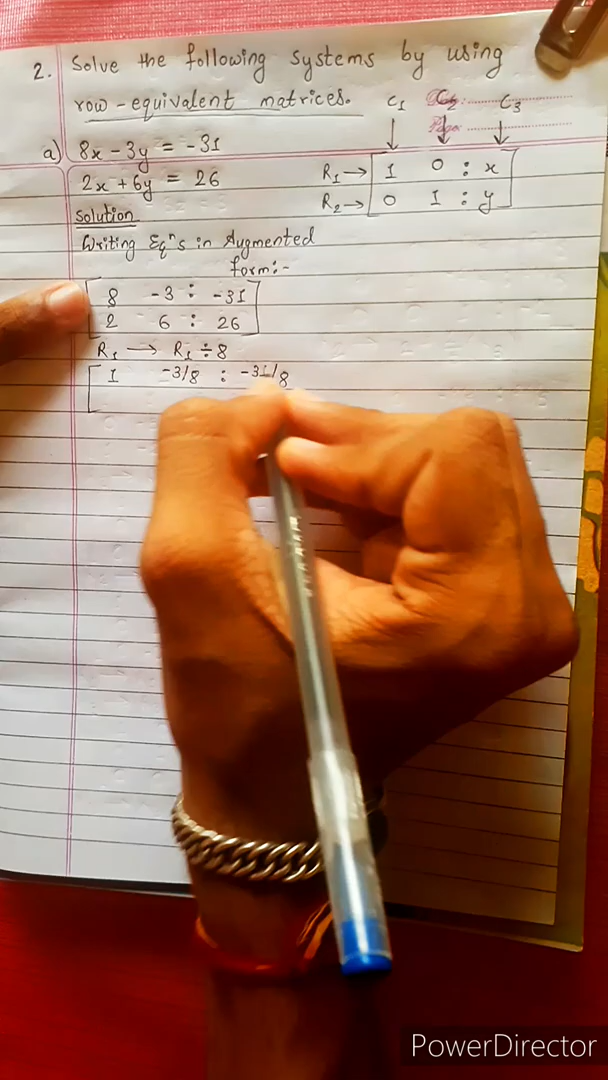 2. Solve the following systems by using
row-equivalent matrices.
C1 C2 C3
a) 8x - 3y = -31
2x + 6y = 26
R1 → 1 0 : x
R2 → 0 1 : y
Solution
Writing Eqⁿs in Augmented
form:-
8 -3 : -31
2 6 : 26
R1 → R1 ÷ 8
1 -3/8 : -31/8
PowerDirector